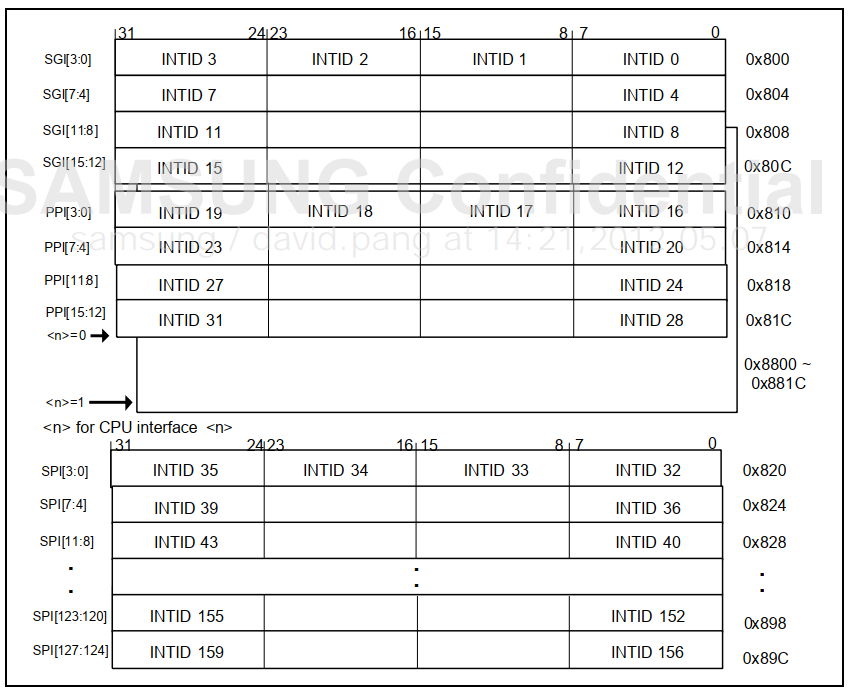 31 24 23 16 15 8 7 0
SGI[3:0] INTID 3 INTID 2 INTID 1 INTID 0 0x800
SGI[7:4] INTID 7 INTID 4 0x804
SGI[11:8] INTID 11 INTID 8 0x808
SGI[15:12] INTID 15 INTID 12 0x80C
SAMSUNG Confidential
PPI[3:0] INTID 19 INTID 18 INTID 17 INTID 16 0x810
samsung / david.pang at 14:21,2012.05.07
PPI[7:4] INTID 23 INTID 20 0x814
PPI[11:8] INTID 27 INTID 24 0x818
PPI[15:12] INTID 31 INTID 28 0x81C
<n>=0
0x8800 ~
0x881C
<n>=1
<n> for CPU interface <n>
31 24 23 16 15 8 7 0
SPI[3:0] INTID 35 INTID 34 INTID 33 INTID 32 0x820
SPI[7:4] INTID 39 INTID 36 0x824
SPI[11:8] INTID 43 INTID 40 0x828
SPI[123:120] INTID 155 INTID 152 0x898
SPI[127:124] INTID 159 INTID 156 0x89C